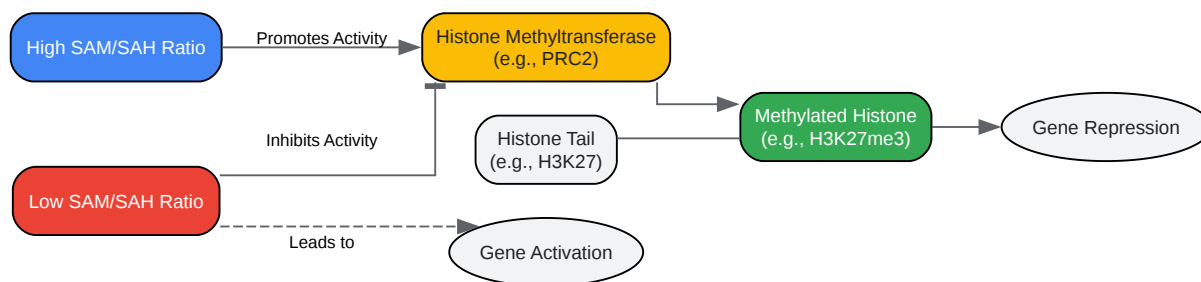 High SAM/SAH Ratio
Promotes Activity
Histone Methyltransferase
(e.g., PRC2)
Inhibits Activity
Histone Tail
(e.g., H3K27)
Methylated Histone
(e.g., H3K27me3)
Gene Repression
Low SAM/SAH Ratio
Leads to
Gene Activation